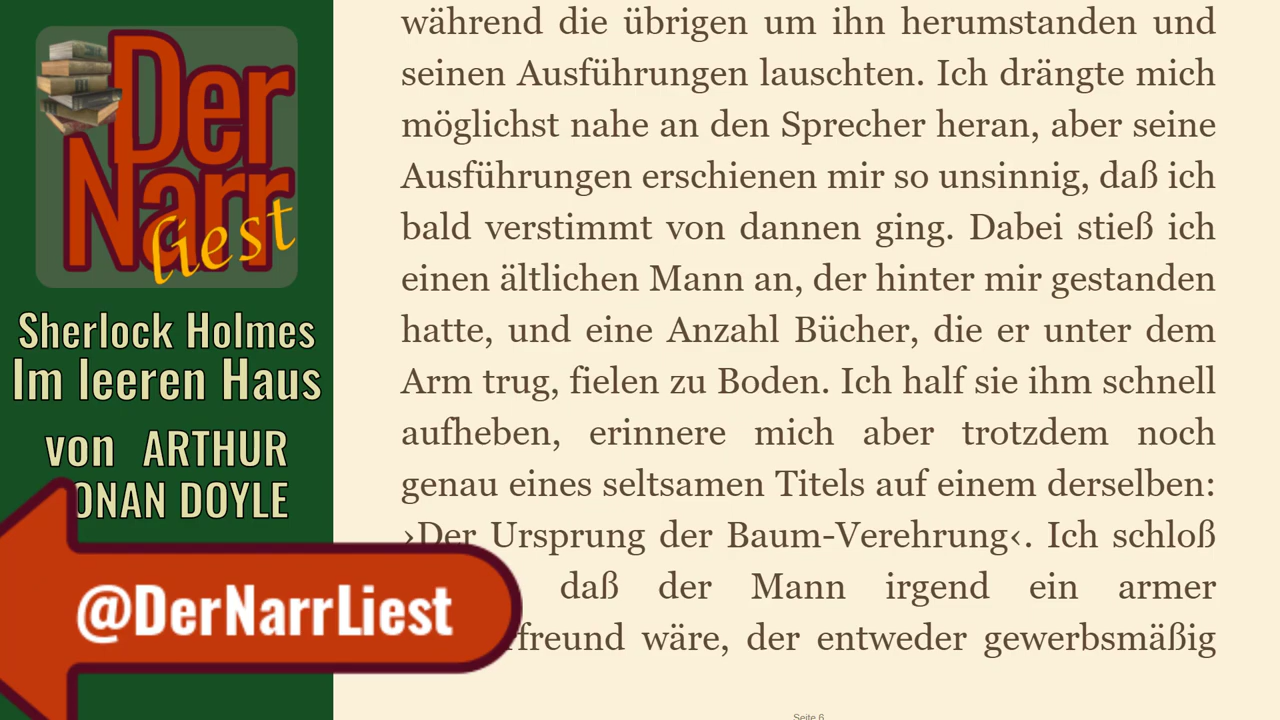 Der
Narr
liest
Sherlock Holmes
Im leeren Haus
von ARTHUR
ONAN DOYLE
@DerNarrLiest
während die übrigen um ihn herumstanden und
seinen Ausführungen lauschten. Ich drängte mich
möglichst nahe an den Sprecher heran, aber seine
Ausführungen erschienen mir so unsinnig, daß ich
bald verstimmt von dannen ging. Dabei stieß ich
einen ältlichen Mann an, der hinter mir gestanden
hatte, und eine Anzahl Bücher, die er unter dem
Arm trug, fielen zu Boden. Ich half sie ihm schnell
aufheben, erinnere mich aber trotzdem noch
genau eines seltsamen Titels auf einem derselben:
›Der Ursprung der Baum-Verehrung‹. Ich schloß
daß der Mann irgend ein armer
freund wäre, der entweder gewerbsmäßig
Seite 6